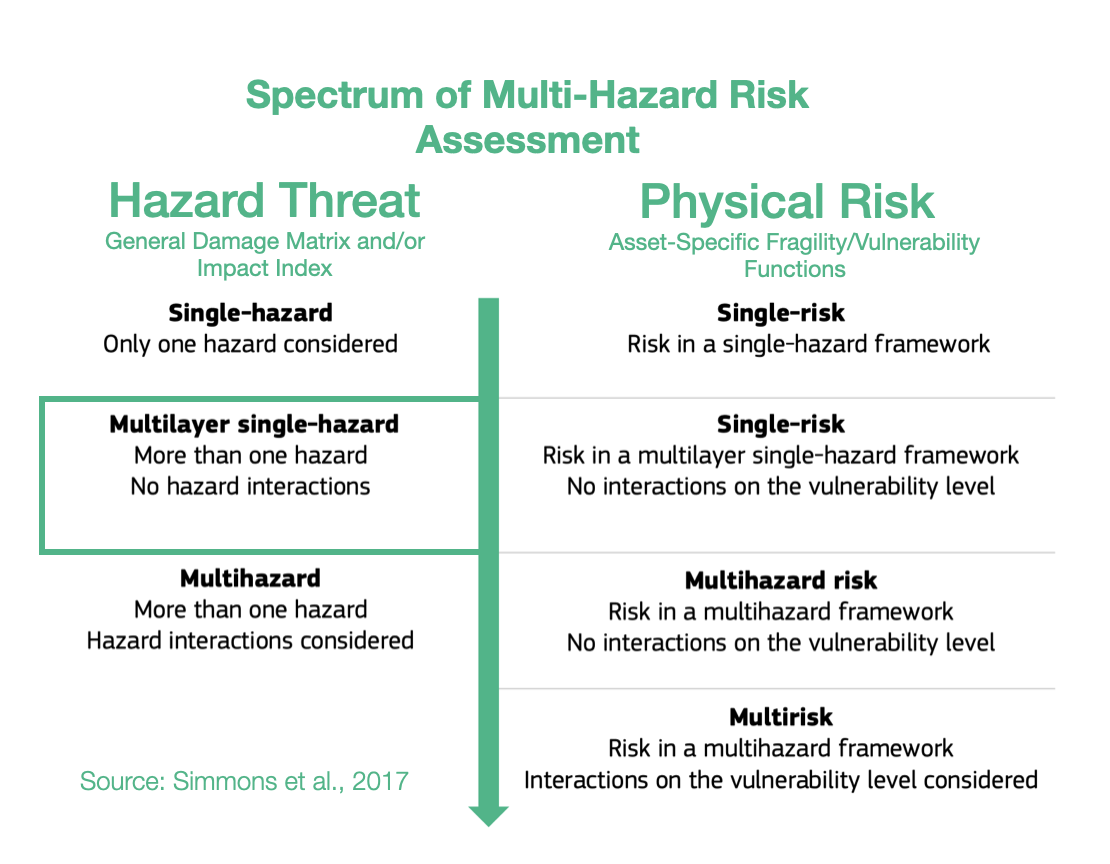 Spectrum of Multi-Hazard Risk
Assessment
Hazard Threat
General Damage Matrix and/or
Impact Index
Single-hazard
Only one hazard considered
Multilayer single-hazard
More than one hazard
No hazard interactions
Multihazard
More than one hazard
Hazard interactions considered
Source: Simmons et al., 2017
Physical Risk
Asset-Specific Fragility/Vulnerability
Functions
Single-risk
Risk in a single-hazard framework
Single-risk
Risk in a multilayer single-hazard framework
No interactions on the vulnerability level
Multihazard risk
Risk in a multihazard framework
No interactions on the vulnerability level
Multirisk
Risk in a multihazard framework
Interactions on the vulnerability level considered